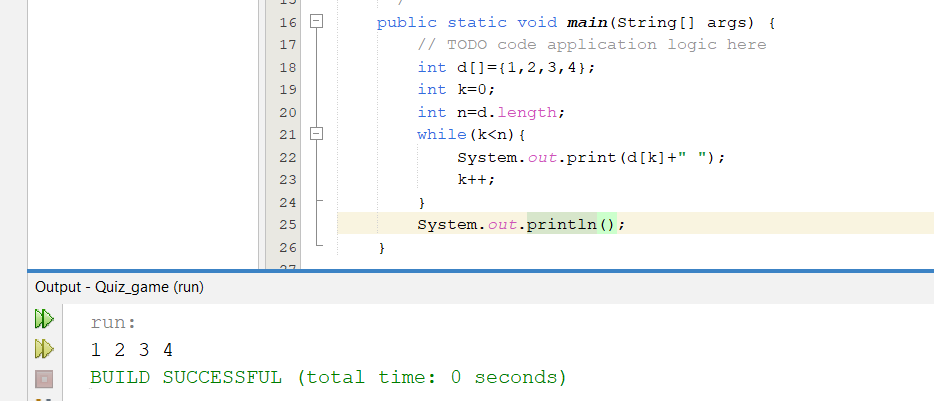 15 /
16 public static void main(String[] args) {
17 // TODO code application logic here
18 int d[]={1,2,3,4};
19 int k=0;
20 int n=d.length;
21 while(k<n){
22 System.out.print(d[k]+" ");
23 k++;
24 }
25 System.out.println();
26 }
27
Output - Quiz_game (run)
run:
1 2 3 4
BUILD SUCCESSFUL (total time: 0 seconds)